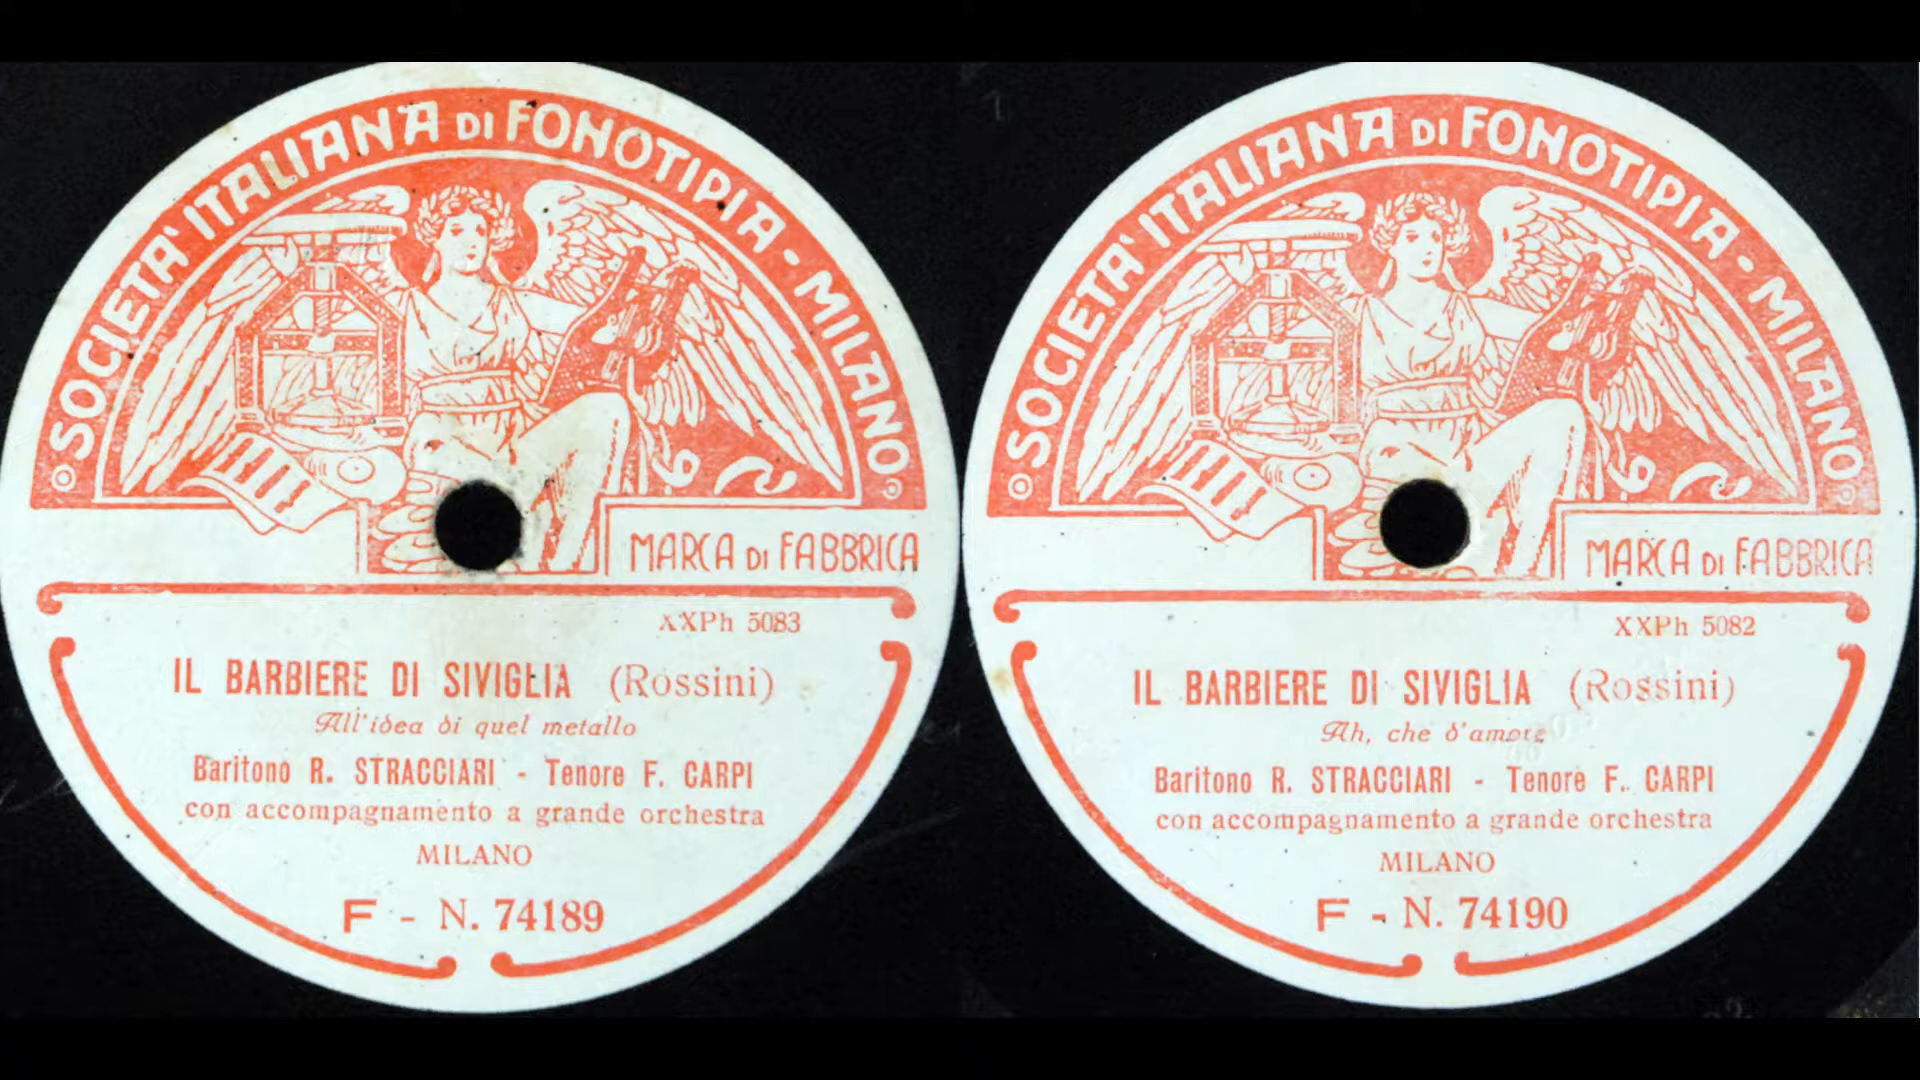 SOCIETA' ITALIANA DI FONOTIPIA - MILANO
MARCA DI FABBRICA
XXPh 5083
IL BARBIERE DI SIVIGLIA (Rossini)
All'idea di quel metallo
Baritono R. STRACCIARI - Tenore F. CARPI
con accompagnamento a grande orchestra
MILANO
F - N. 74189
SOCIETA' ITALIANA DI FONOTIPIA - MILANO
MARCA DI FABBRICA
XXPh 5082
IL BARBIERE DI SIVIGLIA (Rossini)
Ah, che d'amore
Baritono R. STRACCIARI - Tenore F. CARPI
con accompagnamento a grande orchestra
MILANO
F - N. 74190